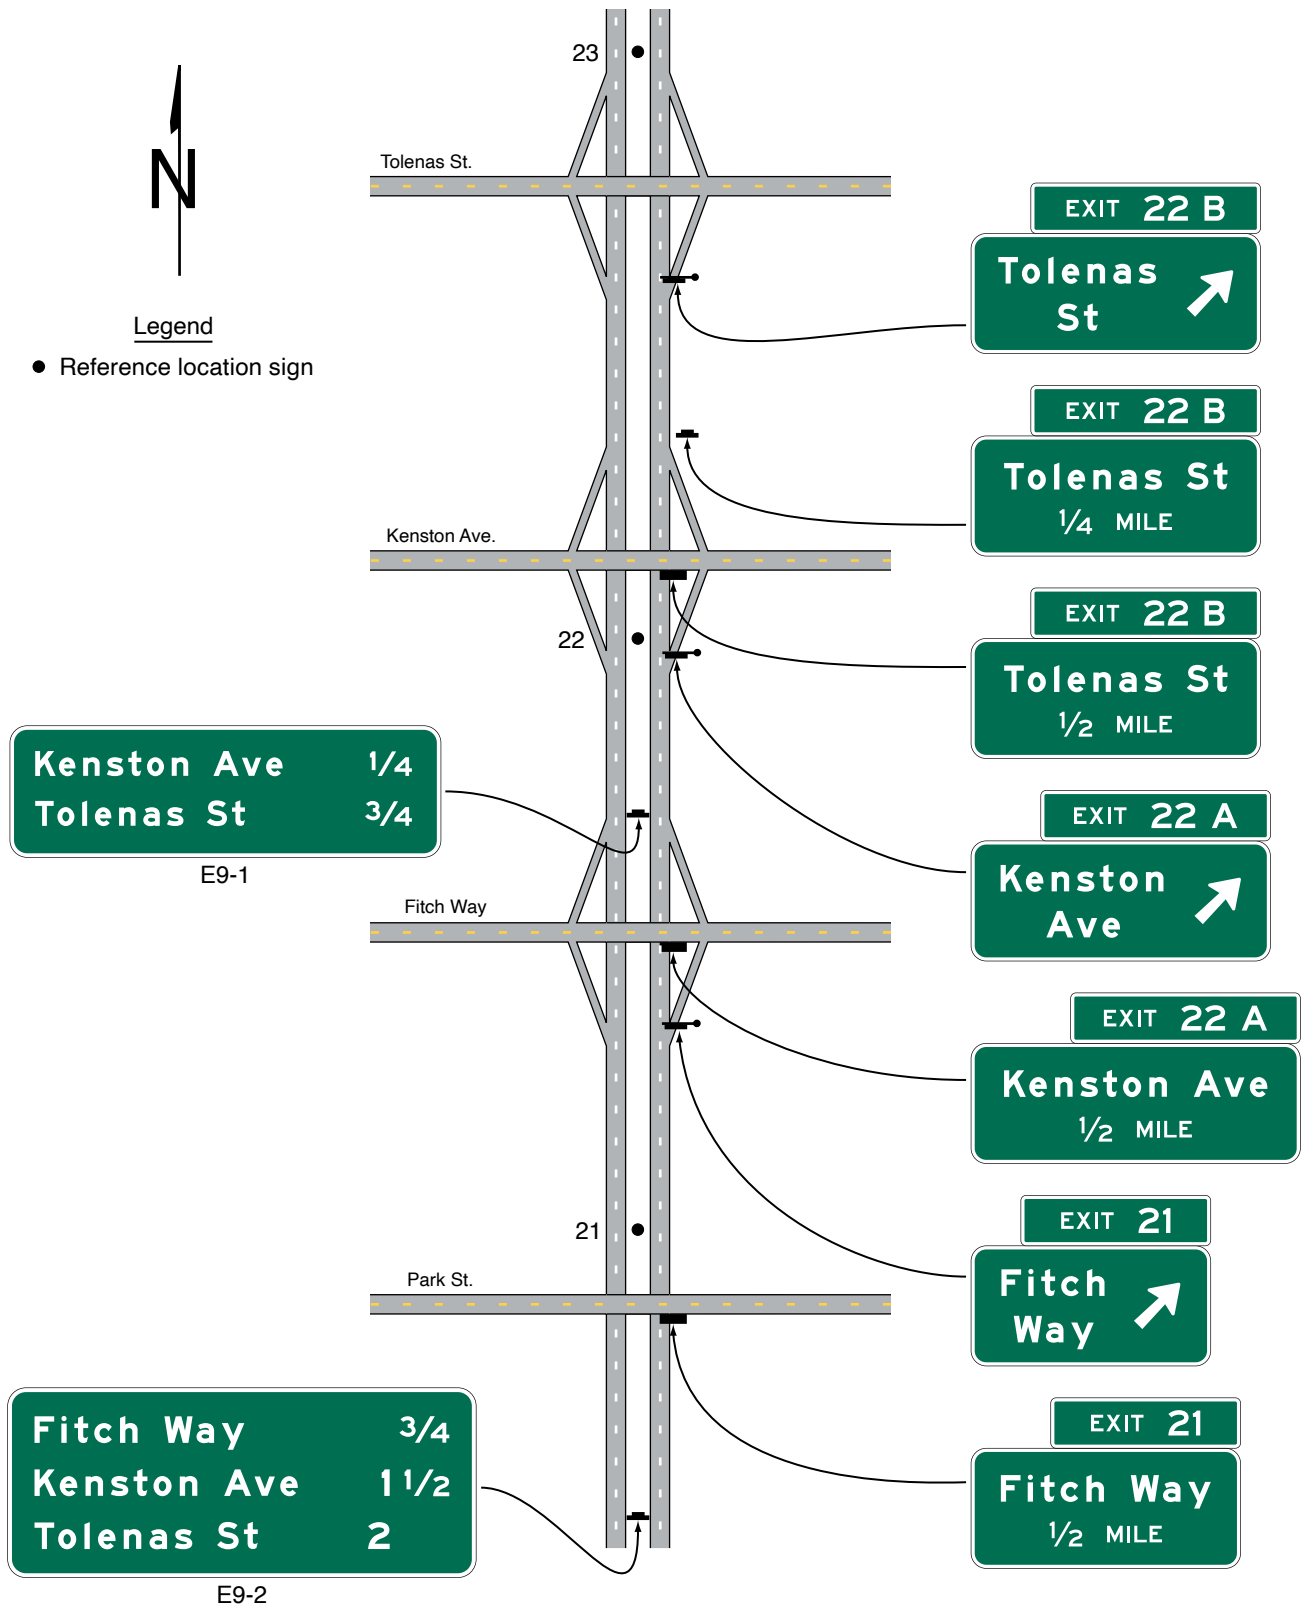 23
N
Tolenas St.
EXIT 22 B
Tolenas
St
Legend
Reference location sign
EXIT 22 B
Tolenas St
1/4 MILE
Kenston Ave.
EXIT 22 B
Tolenas St
1/2 MILE
22
Kenston Ave 1/4
Tolenas St 3/4
E9-1
EXIT 22 A
Kenston
Ave
Fitch Way
EXIT 22 A
Kenston Ave
1/2 MILE
21
EXIT 21
Fitch
Way
Park St.
Fitch Way 3/4
Kenston Ave 1 1/2
Tolenas St 2
E9-2
EXIT 21
Fitch Way
1/2 MILE